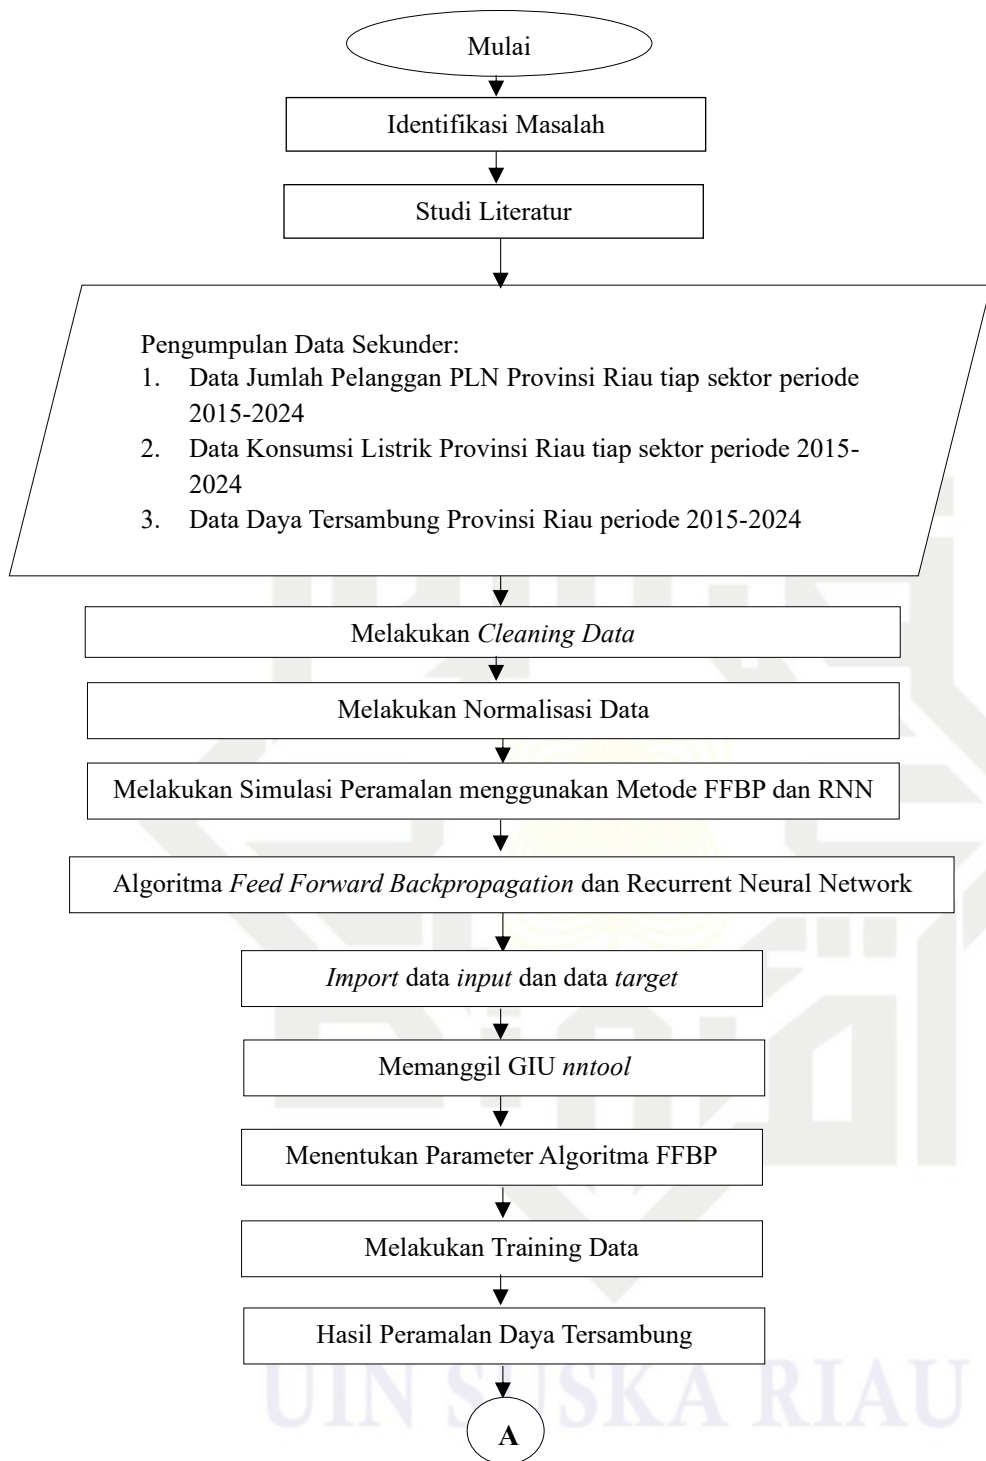 Mulai
Identifikasi Masalah
Studi Literatur
Pengumpulan Data Sekunder:
1. Data Jumlah Pelanggan PLN Provinsi Riau tiap sektor periode
2015-2024
2. Data Konsumsi Listrik Provinsi Riau tiap sektor periode 2015-
2024
3. Data Daya Tersambung Provinsi Riau periode 2015-2024
Melakukan Cleaning Data
Melakukan Normalisasi Data
Melakukan Simulasi Peramalan menggunakan Metode FFBP dan RNN
Algoritma Feed Forward Backpropagation dan Recurrent Neural Network
Import data input dan data target
Memanggil GIU nntool
Menentukan Parameter Algoritma FFBP
Melakukan Training Data
Hasil Peramalan Daya Tersambung
UIN SUSKA RIAU
A